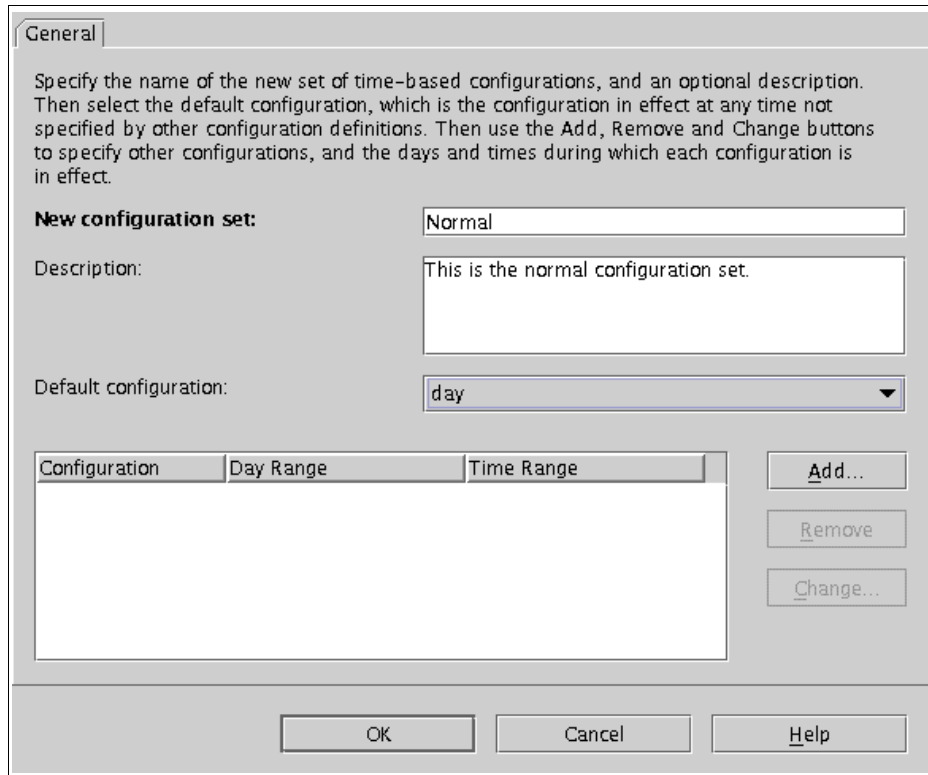 General
Specify the name of the new set of time-based configurations, and an optional description.
Then select the default configuration, which is the configuration in effect at any time not
specified by other configuration definitions. Then use the Add, Remove and Change buttons
to specify other configurations, and the days and times during which each configuration is
in effect.
New configuration set:
Normal
Description:
This is the normal configuration set.
Default configuration:
day
Configuration
Day Range
Time Range
Add...
Remove
Change...
OK
Cancel
Help